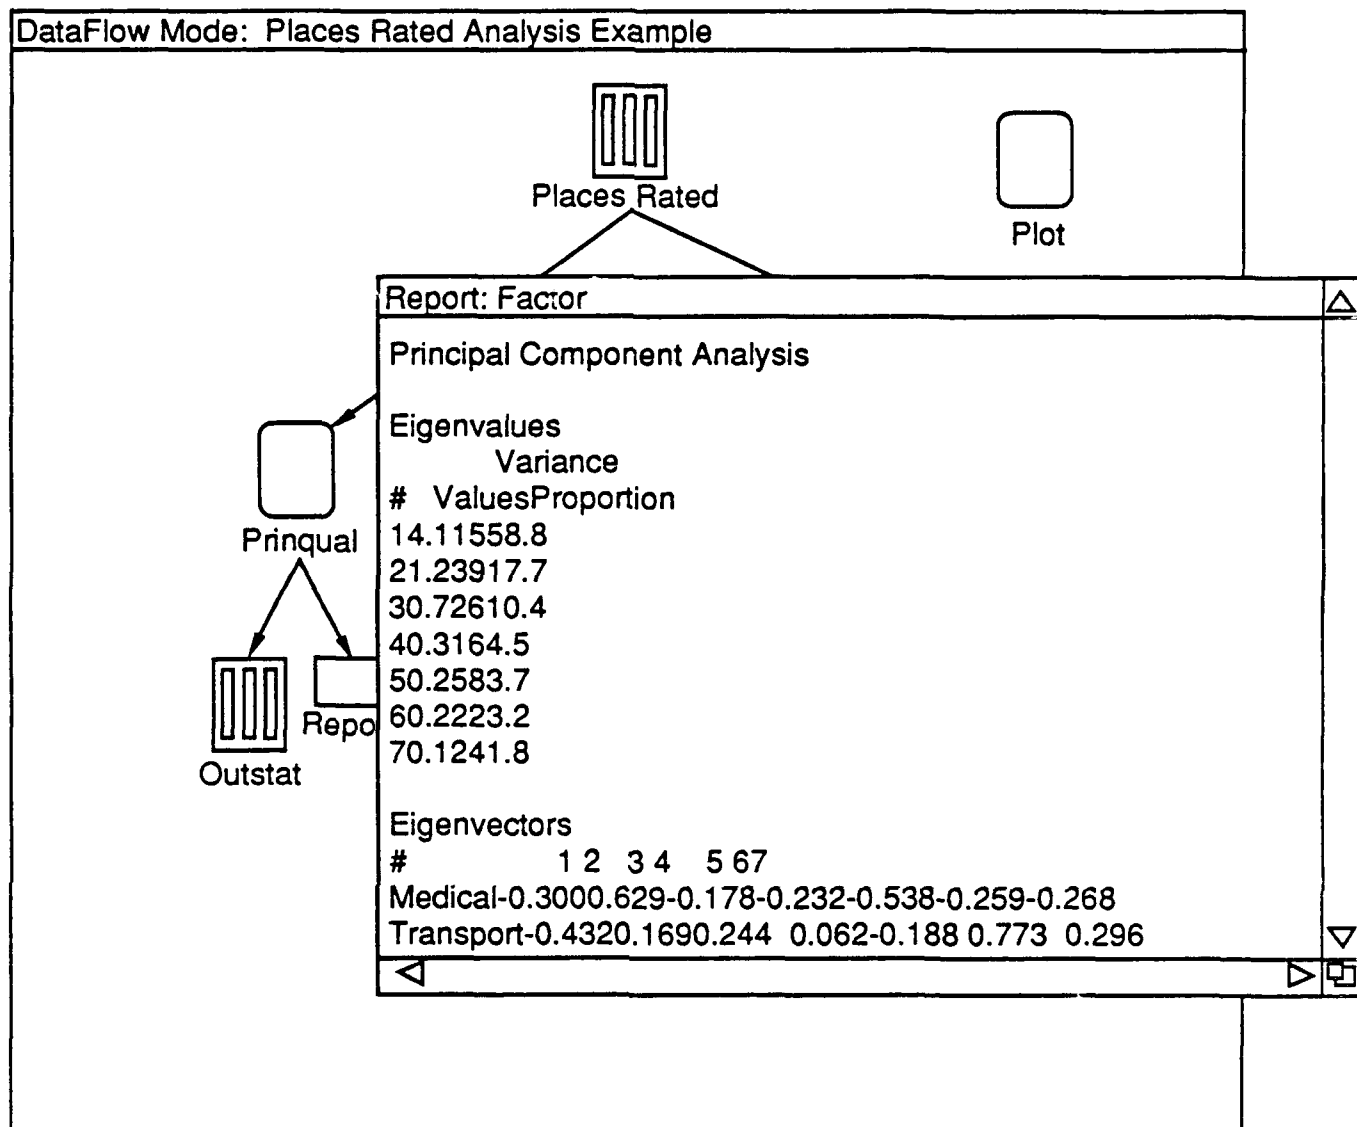 DataFlow Mode: Places Rated Analysis Example
Places Rated
Plot
Report: Factor
Principal Component Analysis
Eigenvalues
Variance
# ValuesProportion
14.11558.8
21.23917.7
30.72610.4
40.3164.5
50.2583.7
60.2223.2
70.1241.8
Eigenvectors
# 1 2 3 4 5 67
Medical-0.3000.629-0.178-0.232-0.538-0.259-0.268
Transport-0.4320.1690.244 0.062-0.188 0.773 0.296
Prinqual
Repo
Outstat